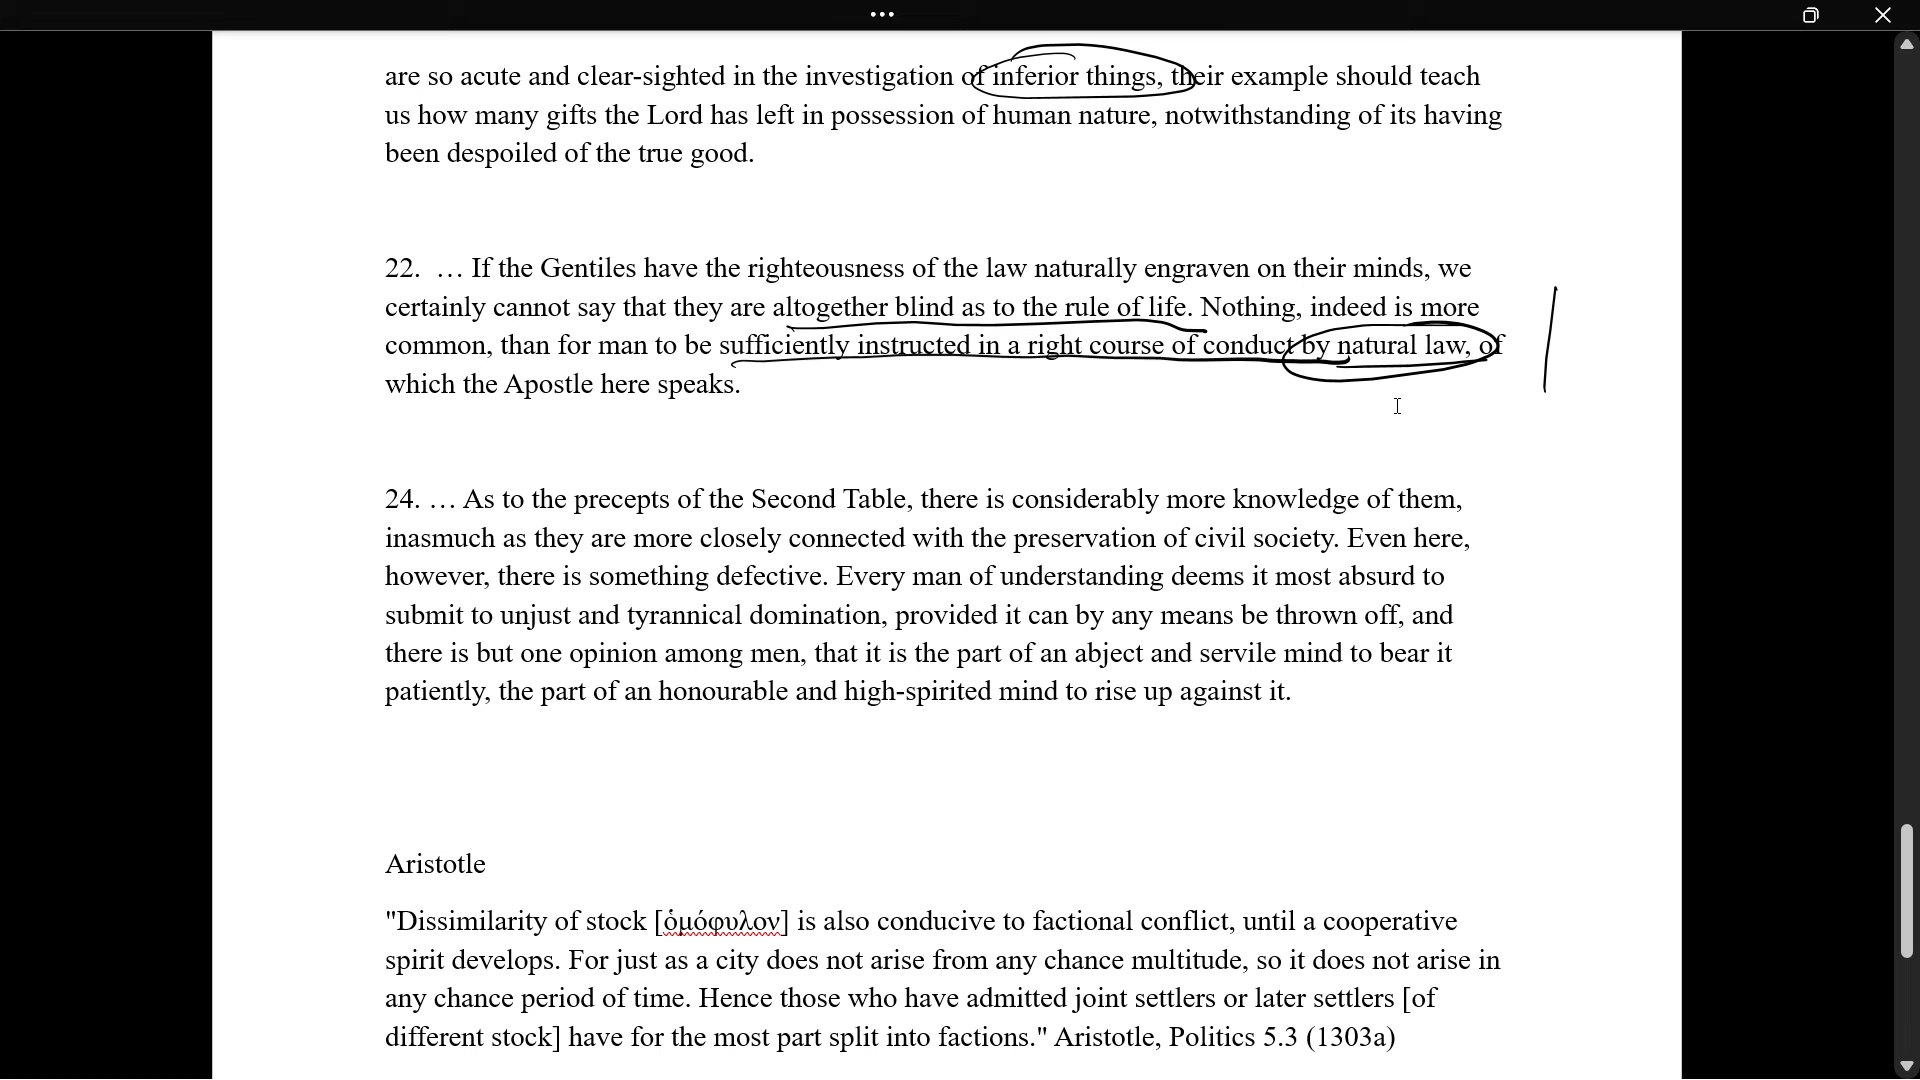 are so acute and clear-sighted in the investigation of inferior things, their example should teach
us how many gifts the Lord has left in possession of human nature, notwithstanding of its having
been despoiled of the true good.
22.  … If the Gentiles have the righteousness of the law naturally engraven on their minds, we
certainly cannot say that they are altogether blind as to the rule of life. Nothing, indeed is more
common, than for man to be sufficiently instructed in a right course of conduct by natural law, of
which the Apostle here speaks.
24. … As to the precepts of the Second Table, there is considerably more knowledge of them,
inasmuch as they are more closely connected with the preservation of civil society. Even here,
however, there is something defective. Every man of understanding deems it most absurd to
submit to unjust and tyrannical domination, provided it can by any means be thrown off, and
there is but one opinion among men, that it is the part of an abject and servile mind to bear it
patiently, the part of an honourable and high-spirited mind to rise up against it.
Aristotle
"Dissimilarity of stock [ὁμόφυλον] is also conducive to factional conflict, until a cooperative
spirit develops. For just as a city does not arise from any chance multitude, so it does not arise in
any chance period of time. Hence those who have admitted joint settlers or later settlers [of
different stock] have for the most part split into factions." Aristotle, Politics 5.3 (1303a)